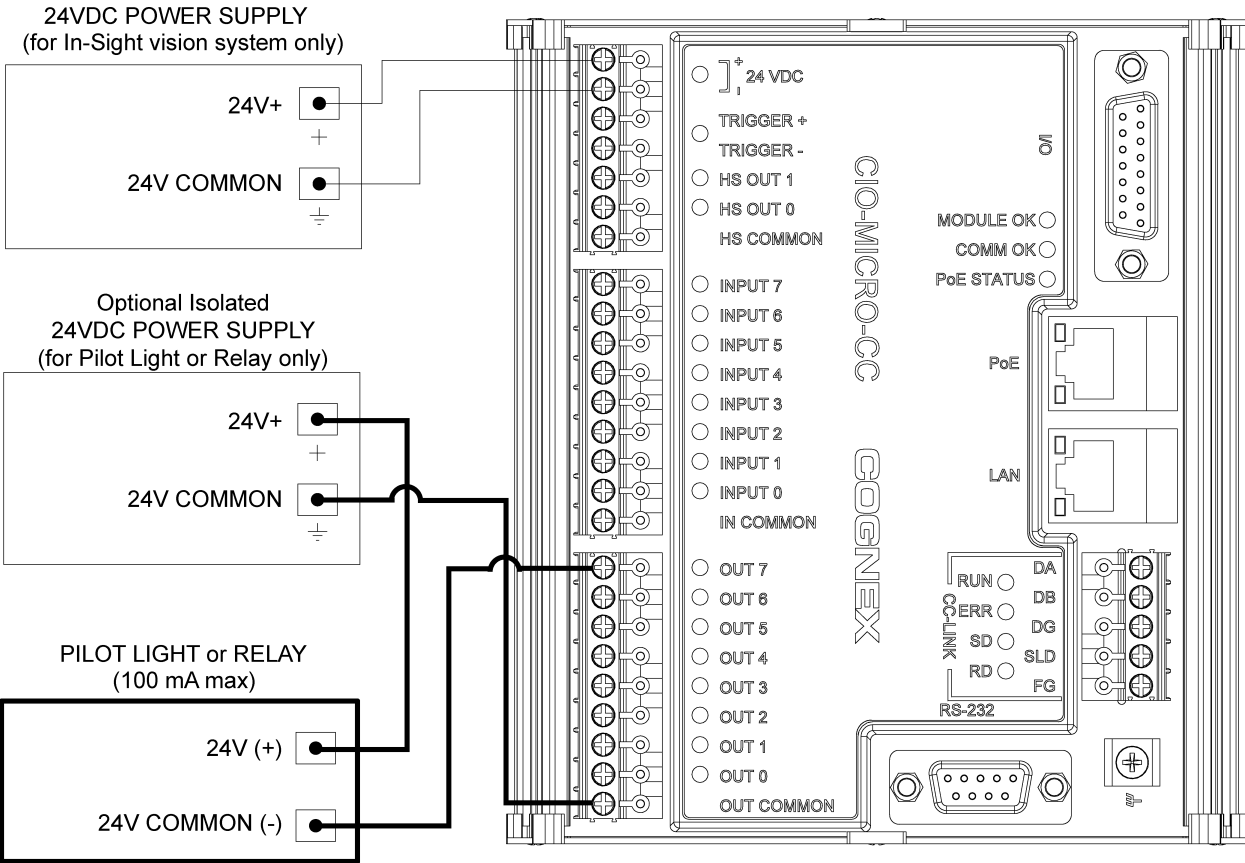 24VDC POWER SUPPLY
(for In-Sight vision system only)
24V+
+
24V COMMON
Optional Isolated
24VDC POWER SUPPLY
(for Pilot Light or Relay only)
24V+
+
24V COMMON
PILOT LIGHT or RELAY
(100 mA max)
24V (+)
24V COMMON (-)
+
24 VDC
-
TRIGGER +
TRIGGER -
HS OUT 1
HS OUT 0
HS COMMON
INPUT 7
INPUT 6
INPUT 5
INPUT 4
INPUT 3
INPUT 2
INPUT 1
INPUT 0
IN COMMON
OUT 7
OUT 6
OUT 5
OUT 4
OUT 3
OUT 2
OUT 1
OUT 0
OUT COMMON
CIO-MICRO-CC
COGNEX
I/O
MODULE OK
COMM OK
PoE STATUS
PoE
LAN
CC-LINK
RUN
ERR
SD
RD
DA
DB
DG
SLD
FG
RS-232